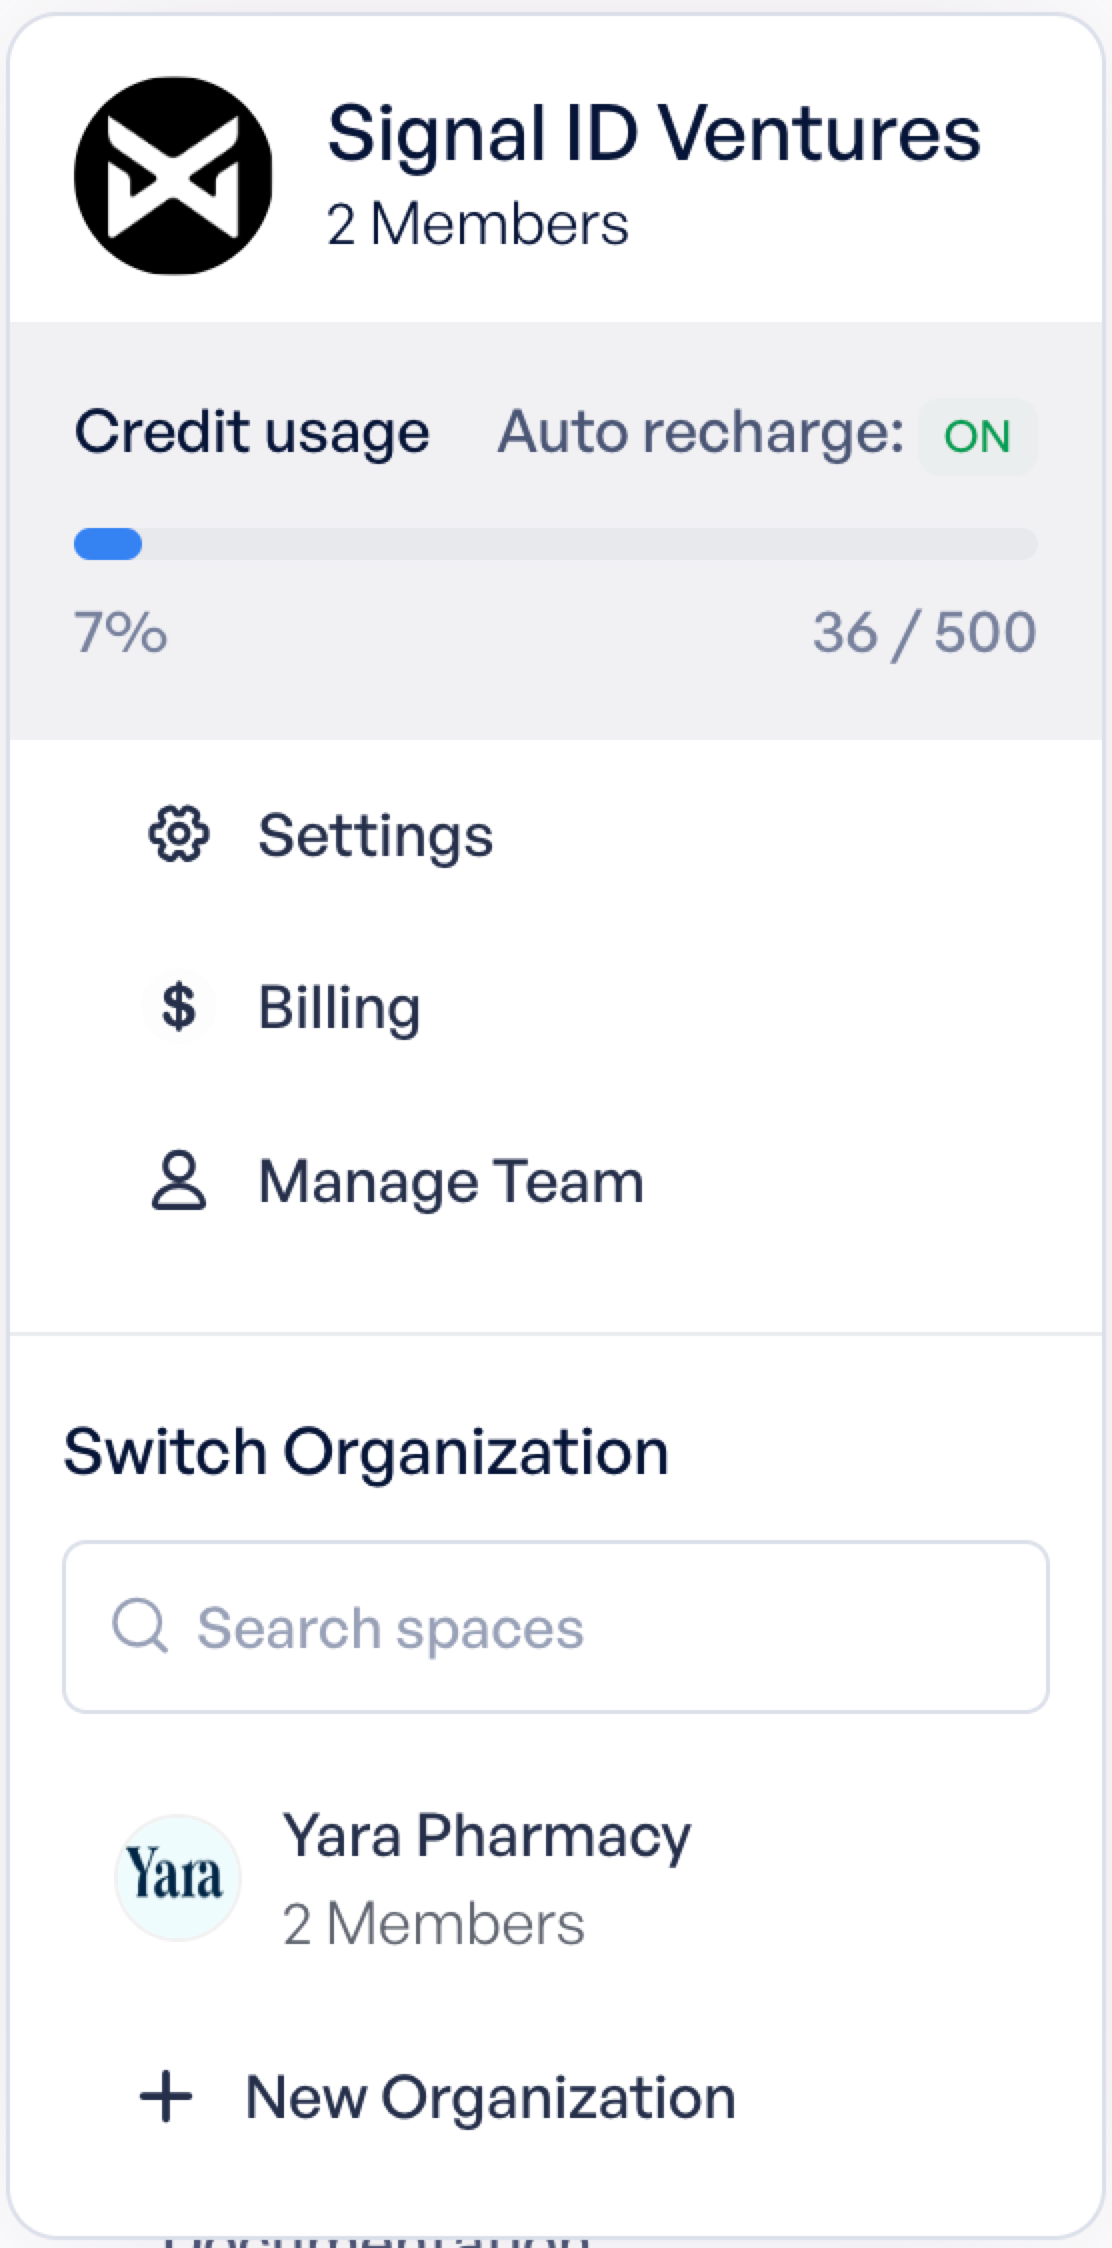 Signal ID Ventures
2 Members
Credit usage Auto recharge: ON
7% 36 / 500
Settings
$ Billing
Manage Team
Switch Organization
Search spaces
Yara
Yara Pharmacy
2 Members
+ New Organization
Documentation